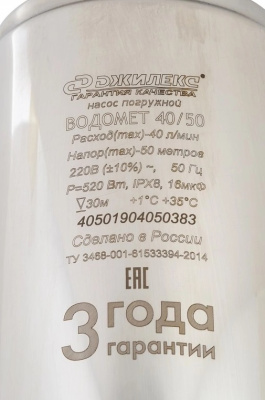 ДЖИЛЕКС
ГАРАНТИЯ КАЧЕСТВА
насос погружной
ВОДОМЕТ 40/50
Расход(max)-40 л/мин
Напор(max)-50 метров
220В (±10%) ~, 50 Гц
P=520 Вт, IPX8, 16мкФ
▽30м +1°C +35°C
40501904050383
Сделано в России
ТУ 3468-001-61533394-2014
ЕАС
3 года
гарантии